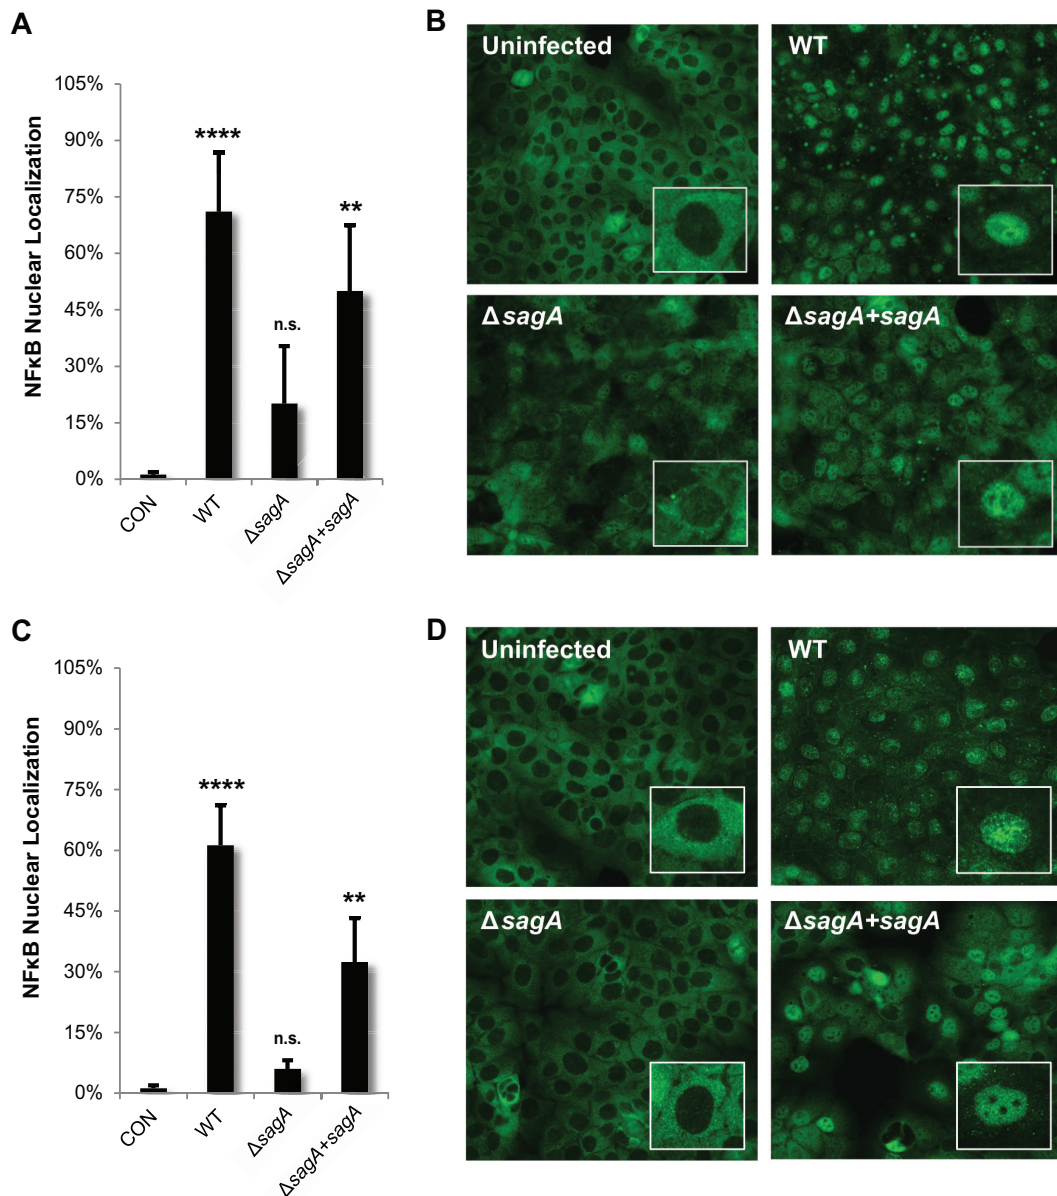 A
NFκB Nuclear Localization
105%
90%
75%
60%
45%
30%
15%
0%
****
n.s.
**
CON
WT
ΔsagA
ΔsagA+sagA
B
Uninfected
WT
ΔsagA
ΔsagA+sagA
C
NFκB Nuclear Localization
105%
90%
75%
60%
45%
30%
15%
0%
****
n.s.
**
CON
WT
ΔsagA
ΔsagA+sagA
D
Uninfected
WT
ΔsagA
ΔsagA+sagA